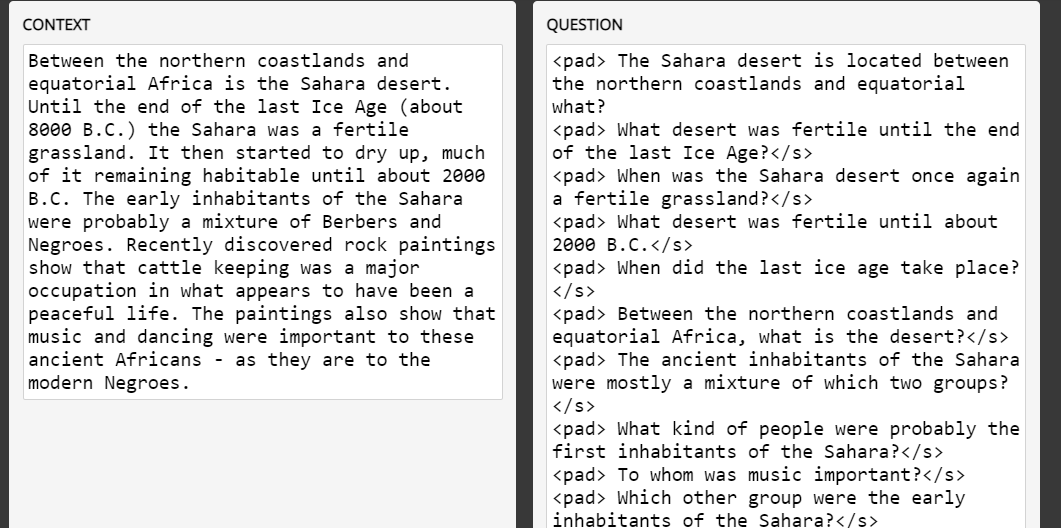 CONTEXT
Between the northern coastlands and
equatorial Africa is the Sahara desert.
Until the end of the last Ice Age (about
8000 B.C.) the Sahara was a fertile
grassland. It then started to dry up, much
of it remaining habitable until about 2000
B.C. The early inhabitants of the Sahara
were probably a mixture of Berbers and
Negroes. Recently discovered rock paintings
show that cattle keeping was a major
occupation in what appears to have been a
peaceful life. The paintings also show that
music and dancing were important to these
ancient Africans - as they are to the
modern Negroes.
QUESTION
<pad> The Sahara desert is located between
the northern coastlands and equatorial
what?
<pad> What desert was fertile until the end
of the last Ice Age?</s>
<pad> When was the Sahara desert once again
a fertile grassland?</s>
<pad> What desert was fertile until about
2000 B.C.</s>
<pad> When did the last ice age take place?
</s>
<pad> Between the northern coastlands and
equatorial Africa, what is the desert?</s>
<pad> The ancient inhabitants of the Sahara
were mostly a mixture of which two groups?
</s>
<pad> What kind of people were probably the
first inhabitants of the Sahara?</s>
<pad> To whom was music important?</s>
<pad> Which other group were the early
inhabitants of the Sahara?</s>